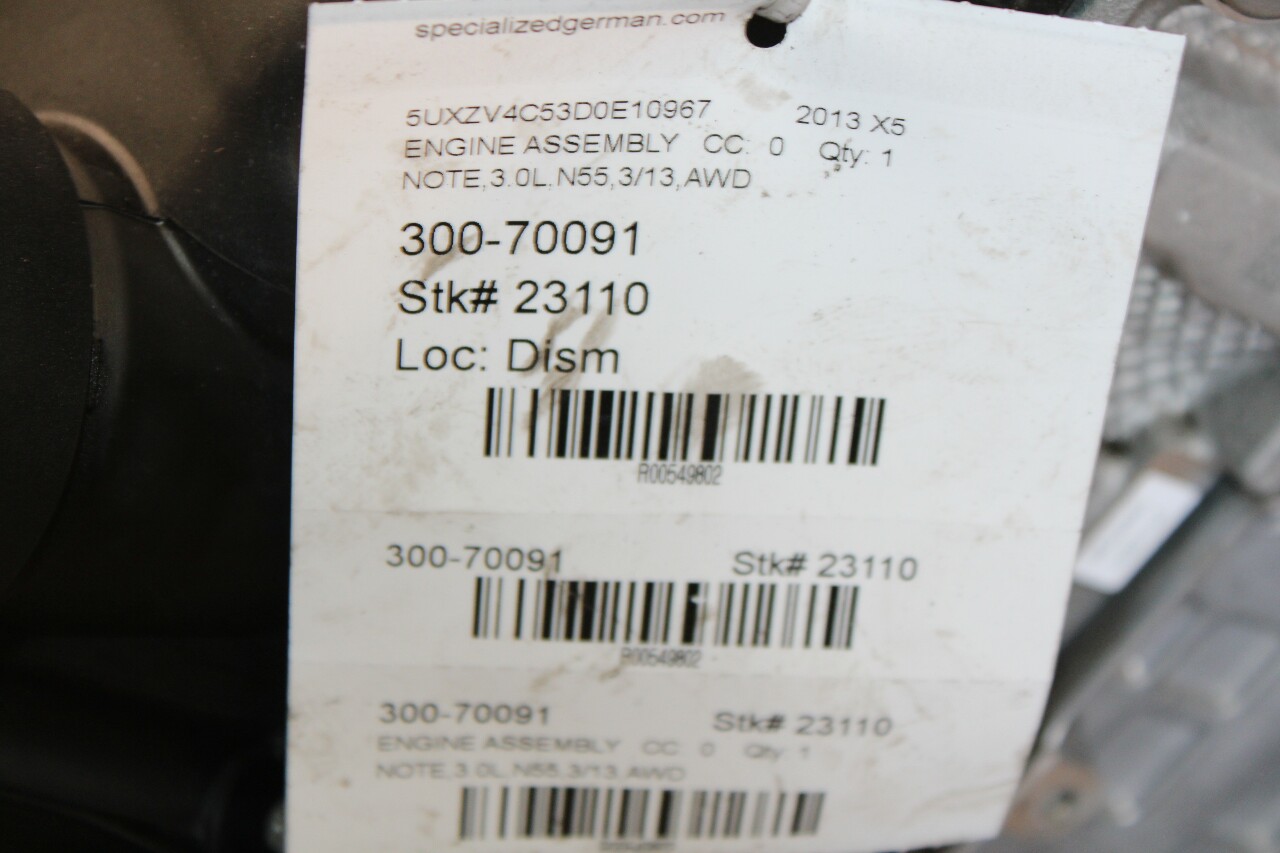 specializedgerman.com
5UXZV4C53D0E10967 2013 X5
ENGINE ASSEMBLY CC: 0 Qty: 1
NOTE,3.0L,N55,3/13,AWD
300-70091
Stk# 23110
Loc: Dism
R00549802
300-70091 Stk# 23110
R00549802
300-70091 Stk# 23110
ENGINE ASSEMBLY CC: 0 Qty: 1
NOTE,3.0L,N55,3/13,AWD